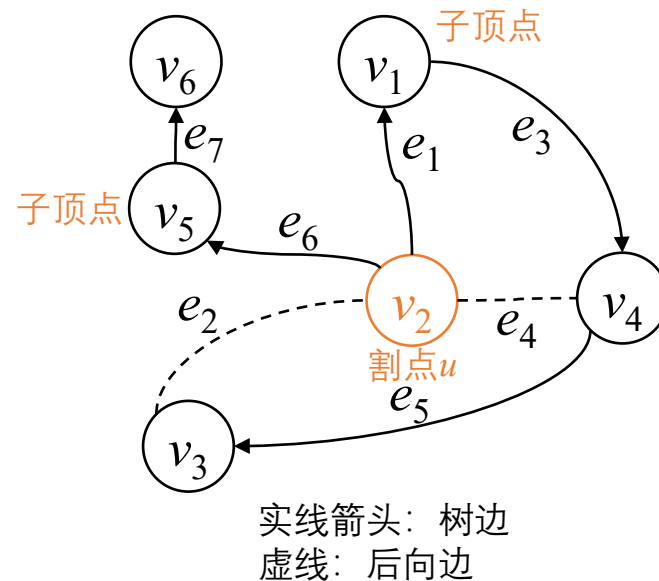 子顶点
v₆
v₁
e₃
e₇
e₁
子顶点
v₅
e₆
e₂
v₂
e₄
v₄
割点u
e₅
v₃
实线箭头：树边
虚线：后向边